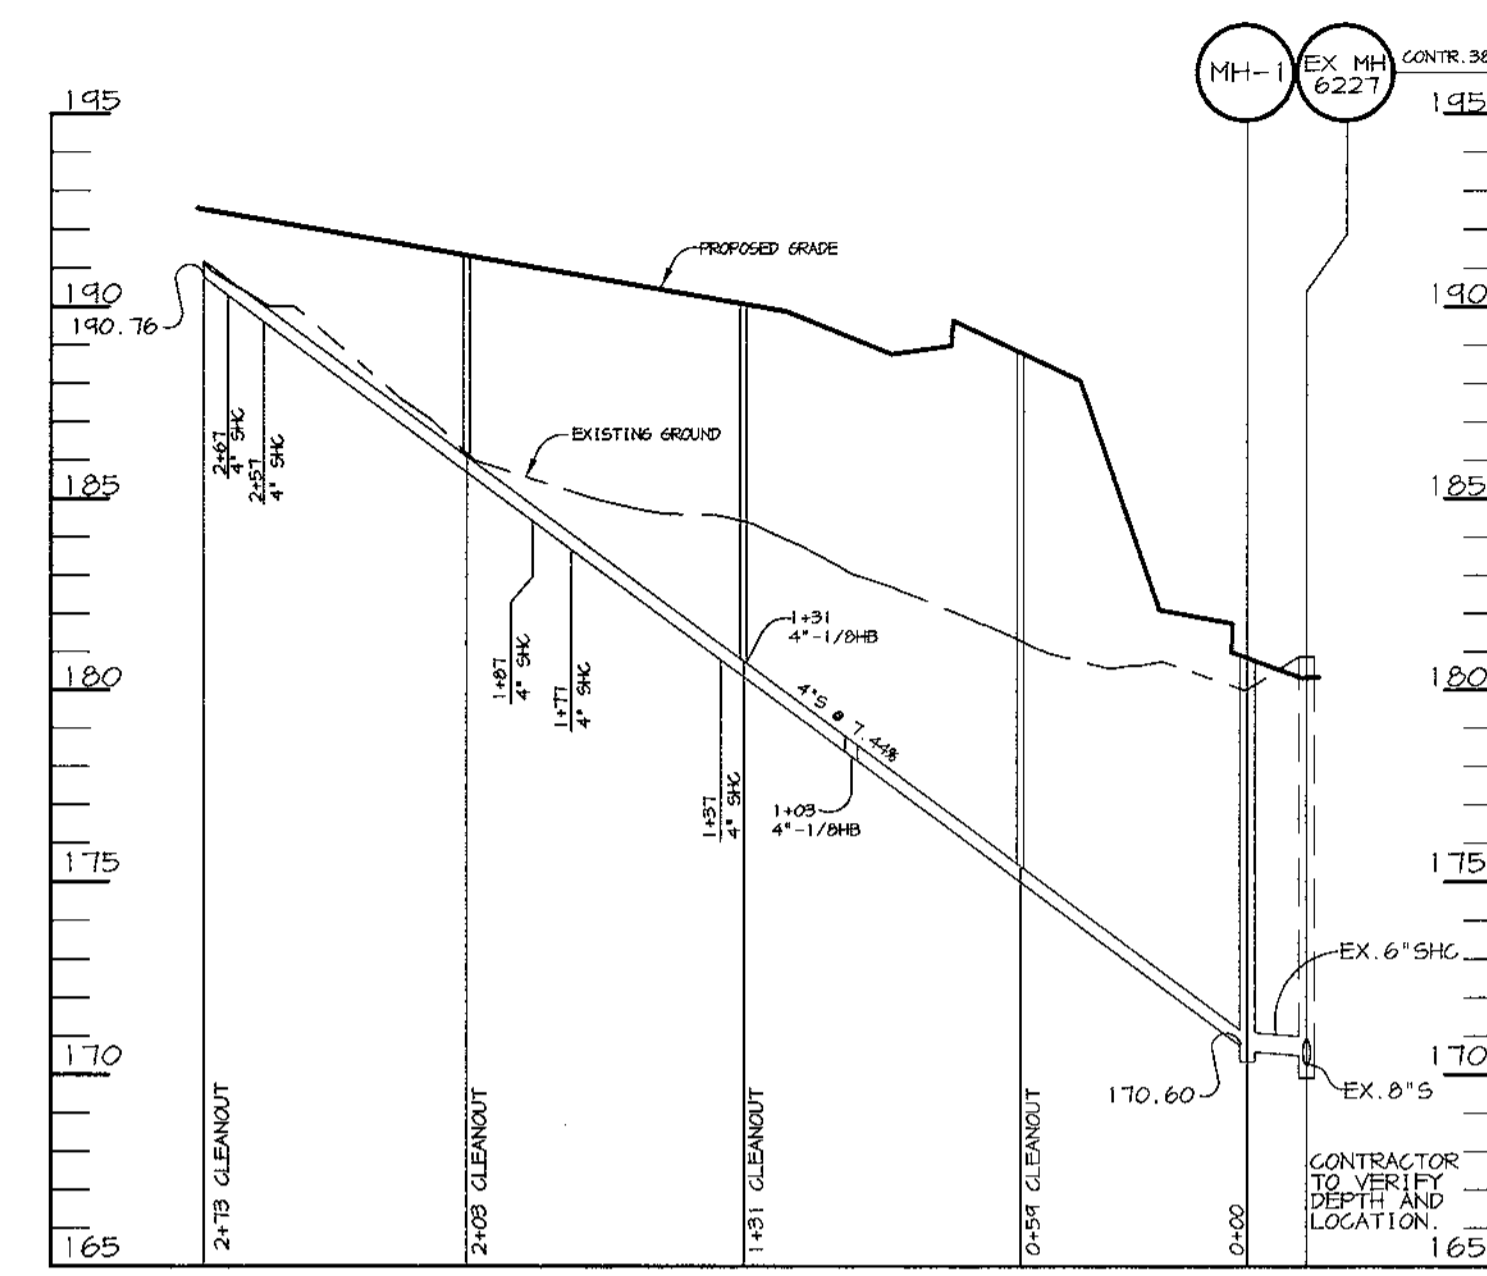 MH-1
EX MH
6227
CONTR.38
195
195
190
190
190.76
PROPOSED GRADE
EXISTING GROUND
2+67
4" SHC
2+57
4" SHC
185
185
1+87
4" SHC
1+77
4" SHC
1+31
4"-1/8HB
180
180
4"S @ 7.44%
1+37
4" SHC
1+03
4"-1/8HB
175
175
EX.6"SHC
170
170
170.60
EX.8"S
2+73 CLEANOUT
2+03 CLEANOUT
1+31 CLEANOUT
0+59 CLEANOUT
0+00
CONTRACTOR
TO VERIFY
DEPTH AND
LOCATION.
165
165